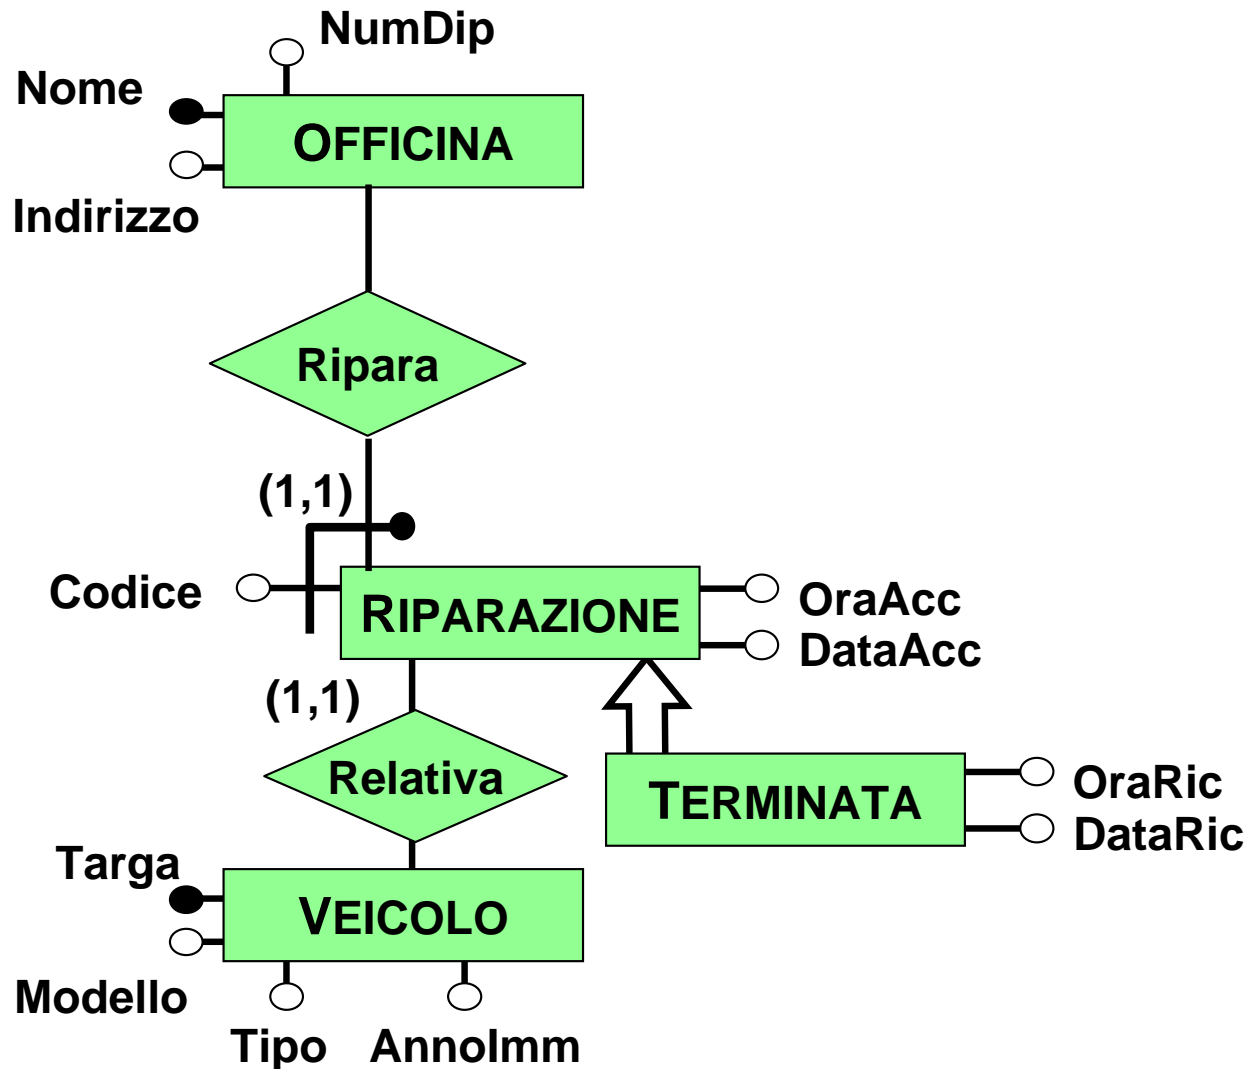 NumDip
Nome
OFFICINA
Indirizzo
Ripara
(1,1)
Codice
RIPARAZIONE
OraAcc
DataAcc
(1,1)
Relativa
TERMINATA
OraRic
DataRic
Targa
VEICOLO
Modello
Tipo
AnnoImm